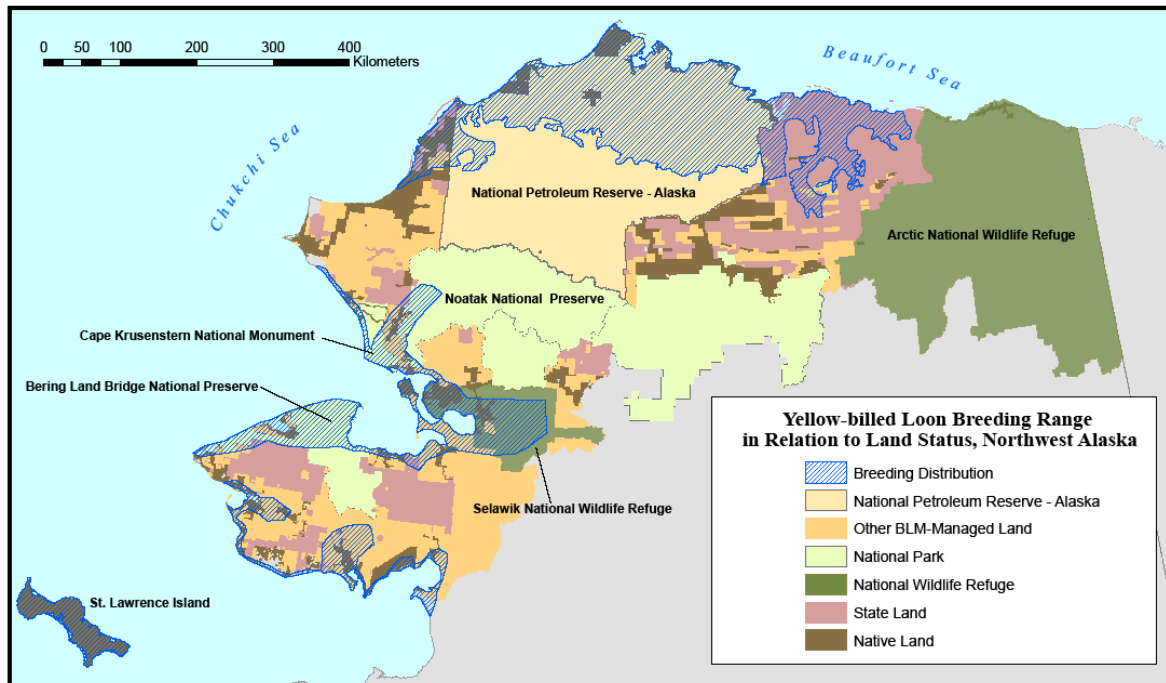 0 50 100 200 300 400
Kilometers
Beaufort Sea
Chukchi Sea
National Petroleum Reserve - Alaska
Arctic National Wildlife Refuge
Noatak National Preserve
Cape Krusenstern National Monument
Bering Land Bridge National Preserve
Selawik National Wildlife Refuge
St. Lawrence Island
Yellow-billed Loon Breeding Range
in Relation to Land Status, Northwest Alaska
Breeding Distribution
National Petroleum Reserve - Alaska
Other BLM-Managed Land
National Park
National Wildlife Refuge
State Land
Native Land